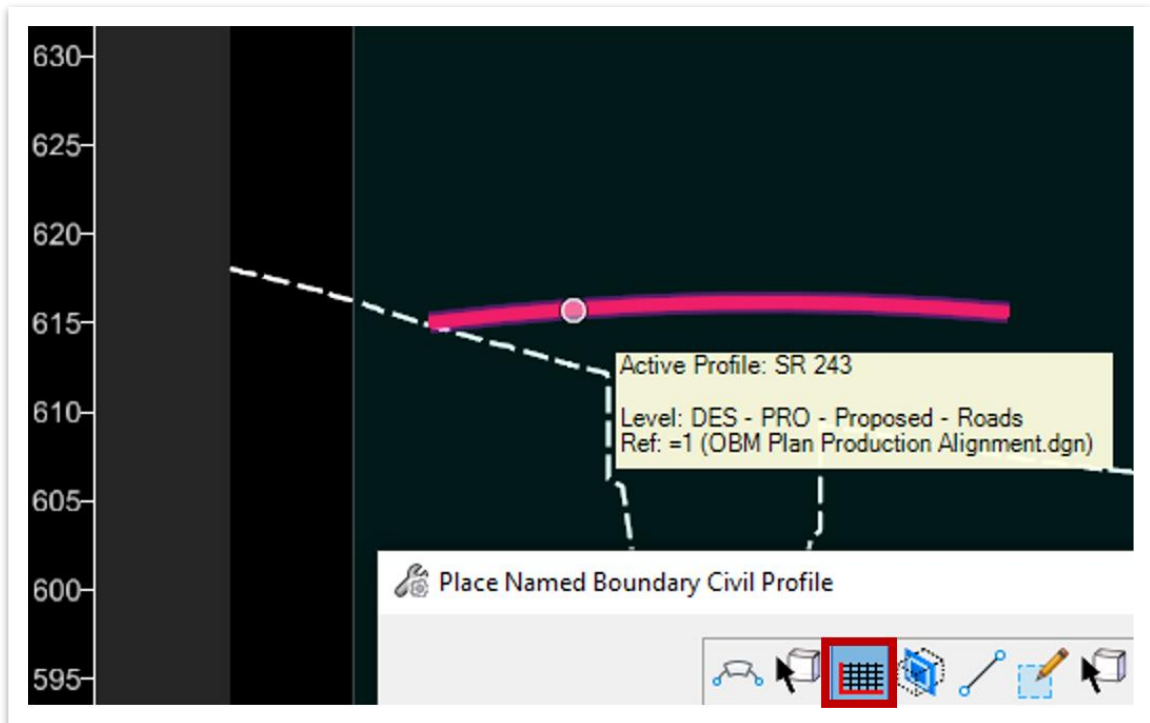 630
625
620
615
610
605
600
595
Active Profile: SR 243
Level: DES - PRO - Proposed - Roads
Ref: =1 (OBM Plan Production Alignment.dgn)
Place Named Boundary Civil Profile